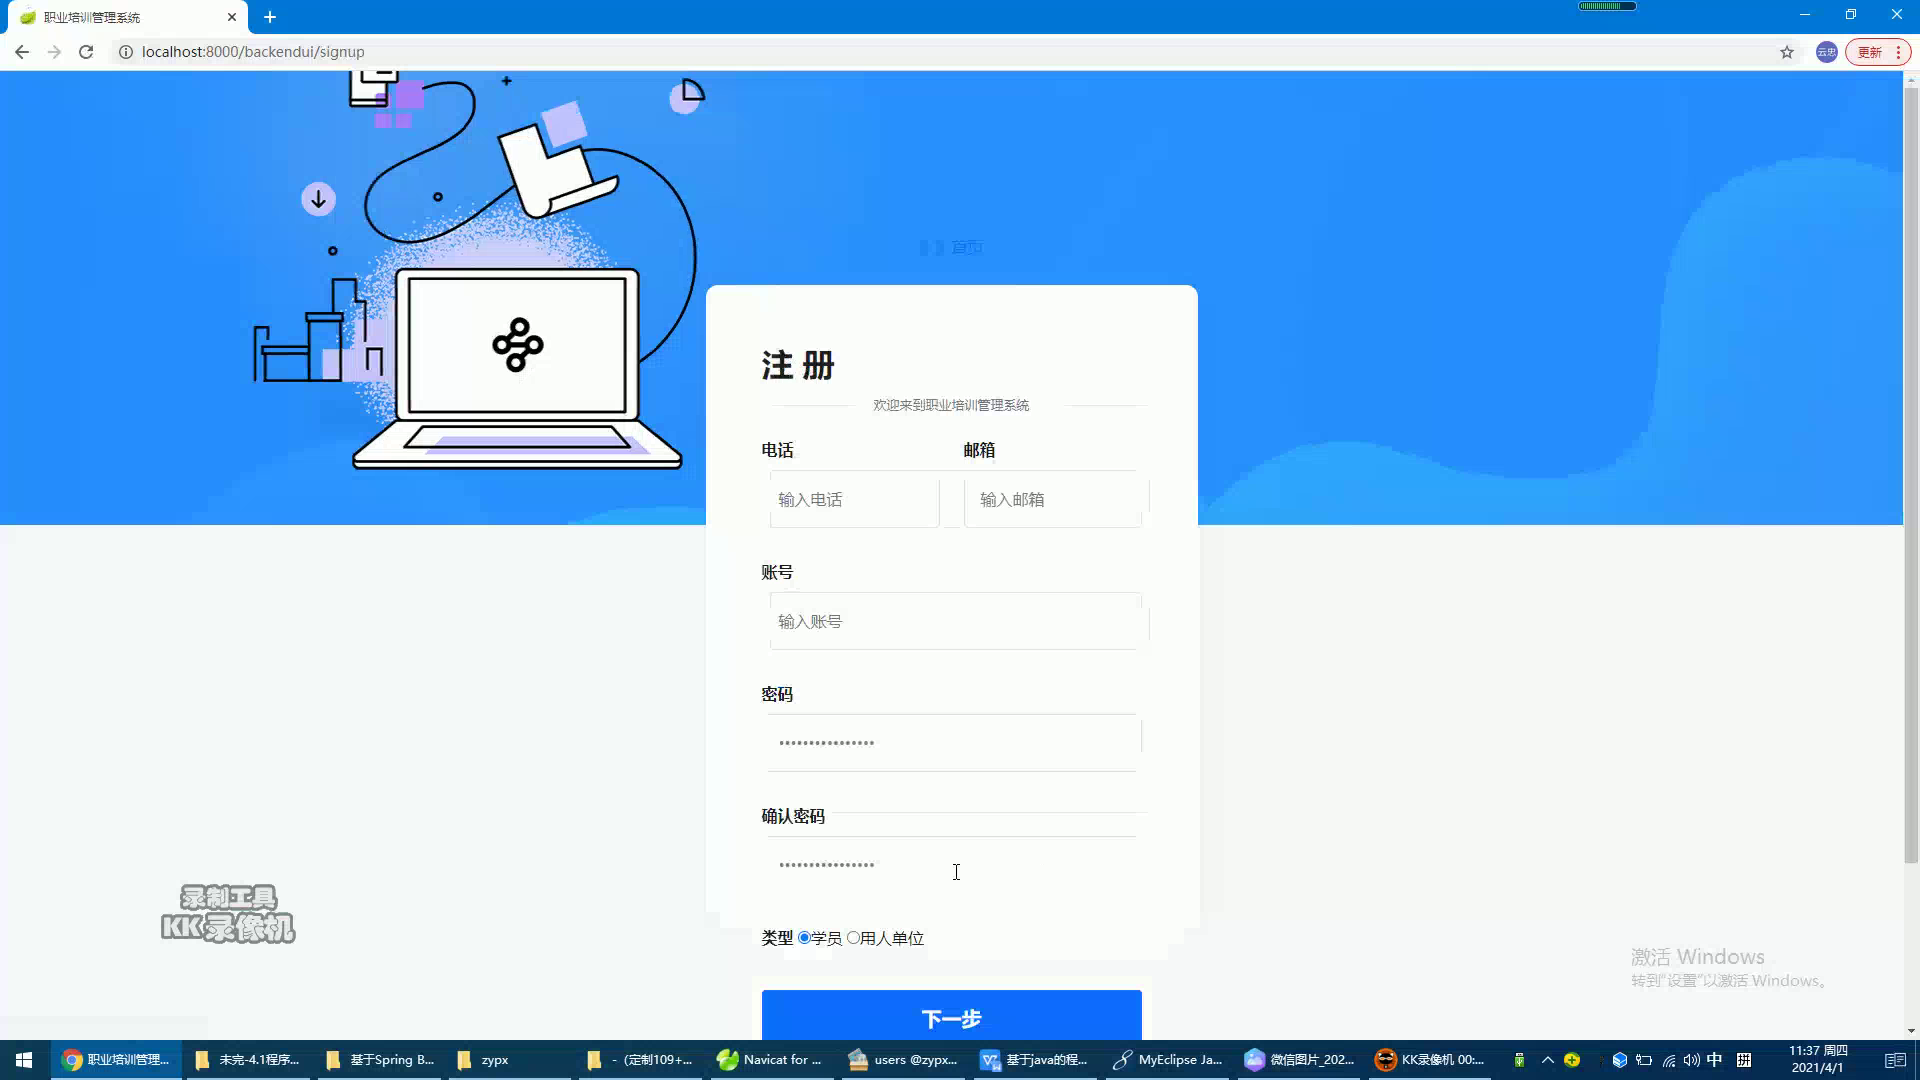 职业培训管理系统
localhost:8000/backendui/signup
云忠
更新
首页
注 册
欢迎来到职业培训管理系统
电话
邮箱
输入电话
输入邮箱
账号
输入账号
密码
确认密码
类型 学员 用人单位
下一步
录制工具
KK录像机
激活 Windows
转到“设置”以激活 Windows。
职业培训管理...
未完-4.1程序...
基于Spring B...
zypx
- (定制109+...
Navicat for ...
users @zypx...
基于java的程...
MyEclipse Ja...
微信图片_202...
KK录像机 00:...
中
拼
11:37 周四
2021/4/1